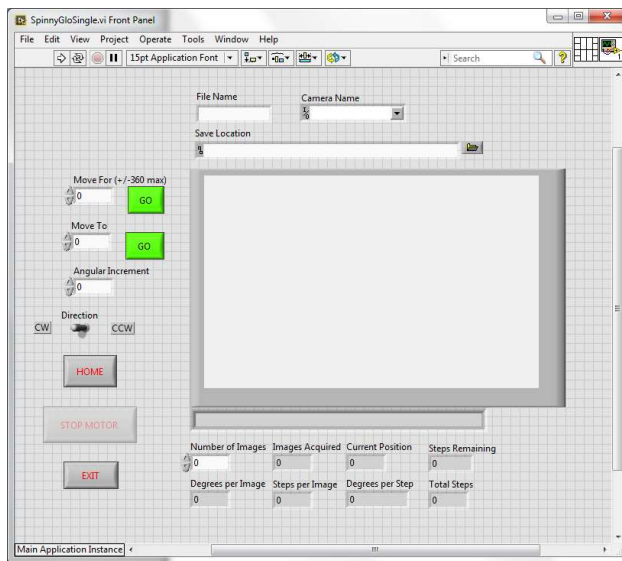 SpinnyGloSingle.vi Front Panel
File Edit View Project Operate Tools Window Help
15pt Application Font
Search
?
1
File Name
Camera Name
I/O
Save Location
Move For (+/-360 max)
0
GO
Move To
0
GO
Angular Increment
0
Direction
CW
CCW
HOME
STOP MOTOR
EXIT
Number of Images Images Acquired Current Position Steps Remaining
0 0 0 0
Degrees per Image Steps per Image Degrees per Step Total Steps
0 0 0 0
Main Application Instance